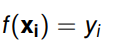 f(xᵢ) = yᵢ